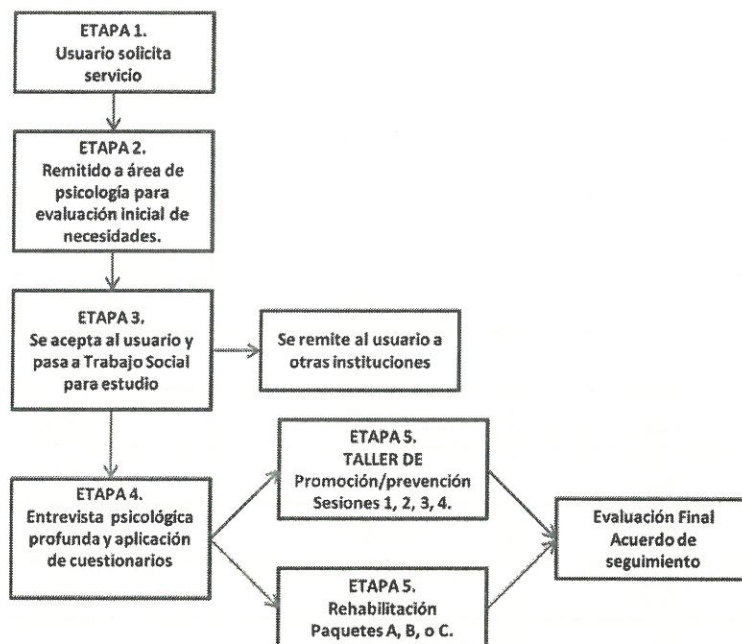 ETAPA 1.
Usuario solicita
servicio
ETAPA 2.
Remitido a área de
psicología para
evaluación inicial de
necesidades.
ETAPA 3.
Se acepta al usuario y
pasa a Trabajo Social
para estudio
Se remite al usuario a
otras instituciones
ETAPA 4.
Entrevista psicológica
profunda y aplicación
de cuestionarios
ETAPA 5.
TALLER DE
Promoción/prevención
Sesiones 1, 2, 3, 4.
ETAPA 5.
Rehabilitación
Paquetes A, B, o C.
Evaluación Final
Acuerdo de
seguimiento